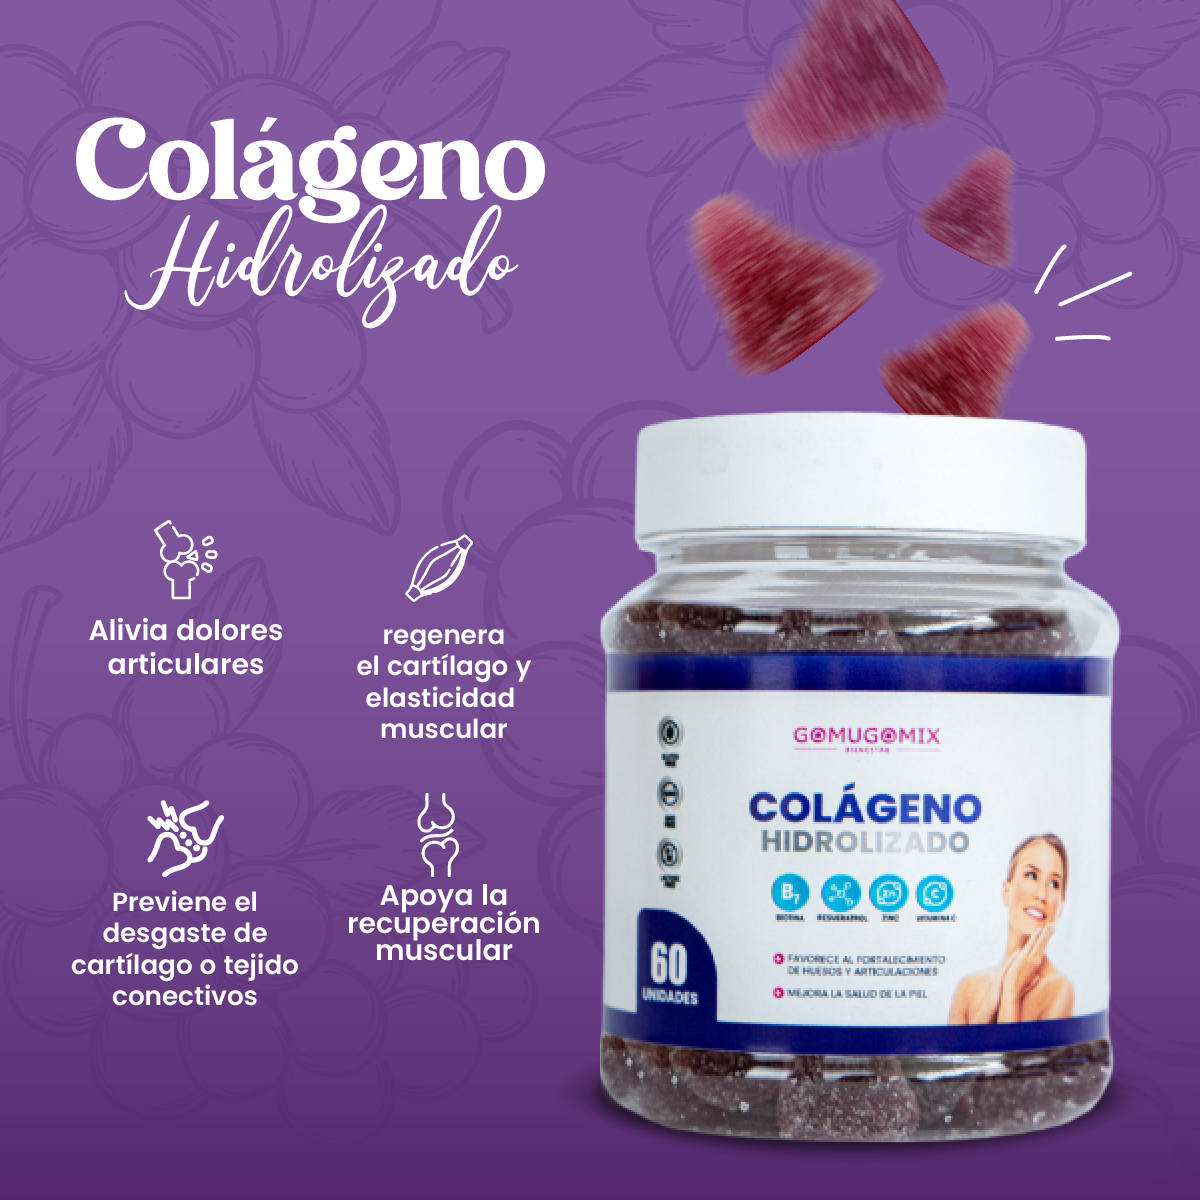 Colágeno
Hidrolizado
Alivia dolores
articulares
regenera
el cartílago y
elasticidad
muscular
Previene el
desgaste de
cartílago o tejido
conectivos
Apoya la
recuperación
muscular
GOMUGOMIX
BIENESTAR
COLÁGENO
HIDROLIZADO
B7
Zn
C
BIOTINA RESVERATROL ZINC VITAMINA C
60
UNIDADES
FAVORECE AL FORTALECIMIENTO
DE HUESOS Y ARTICULACIONES
MEJORA LA SALUD DE LA PIEL